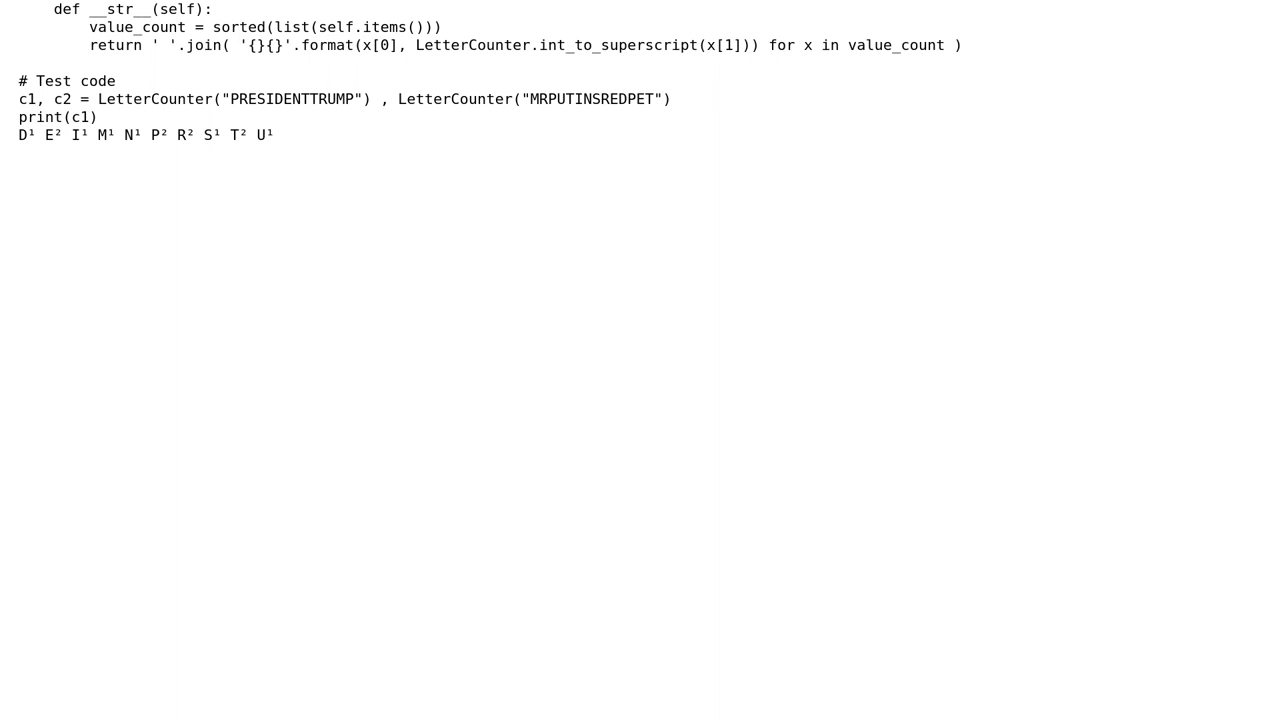 def __str__(self):
        value_count = sorted(list(self.items()))
        return ' '.join( '{}{}'.format(x[0], LetterCounter.int_to_superscript(x[1])) for x in value_count )

# Test code
c1, c2 = LetterCounter("PRESIDENTTRUMP") , LetterCounter("MRPUTINSREDPET")
print(c1)
D¹ E² I¹ M¹ N¹ P² R² S¹ T² U¹